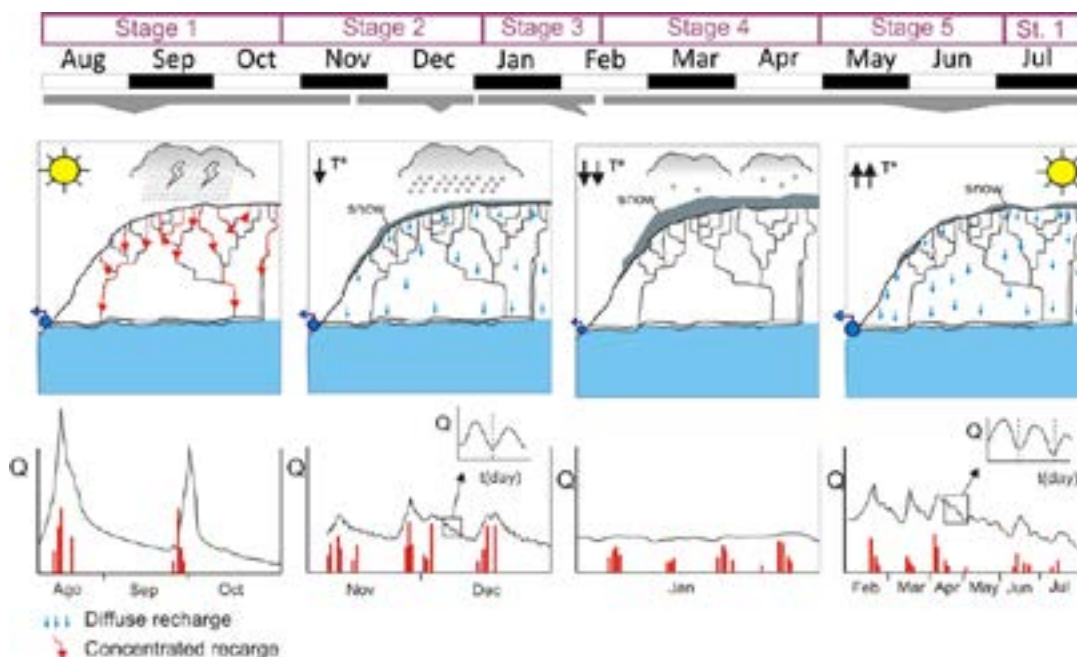 Stage 1 Stage 2 Stage 3 Stage 4 Stage 5 St. 1
Aug Sep Oct Nov Dec Jan Feb Mar Apr May Jun Jul
T° T° T°
snow snow snow
Q t(day) Q t(day)
Q Q Q Q
Ago Sep Oct Nov Dec Jan Feb Mar Apr May Jun Jul
Diffuse recharge
Concentrated recarge